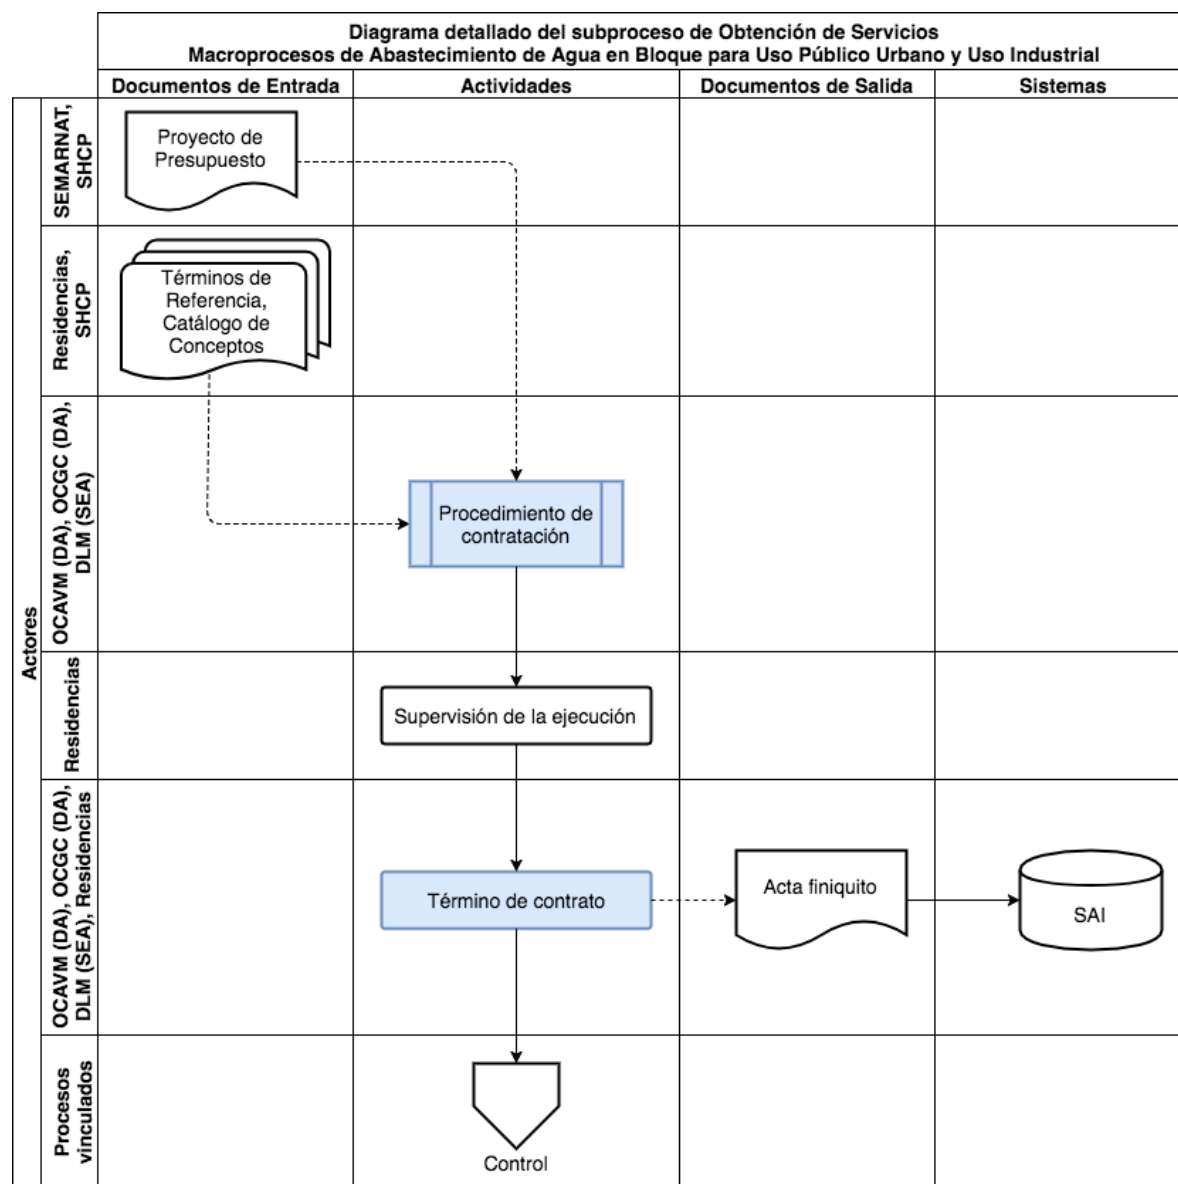 Diagrama detallado del subproceso de Obtención de Servicios
Macroprocesos de Abastecimiento de Agua en Bloque para Uso Público Urbano y Uso Industrial
Documentos de Entrada
Actividades
Documentos de Salida
Sistemas
Actores
SEMARNAT,
SHCP
Proyecto de
Presupuesto
Residencias,
SHCP
Términos de
Referencia,
Catálogo de
Conceptos
OCAVM (DA), OCGC (DA),
DLM (SEA)
Procedimiento de
contratación
Residencias
Supervisión de la ejecución
OCAVM (DA), OCGC (DA),
DLM (SEA), Residencias
Término de contrato
Acta finiquito
SAI
Procesos
vinculados
Control